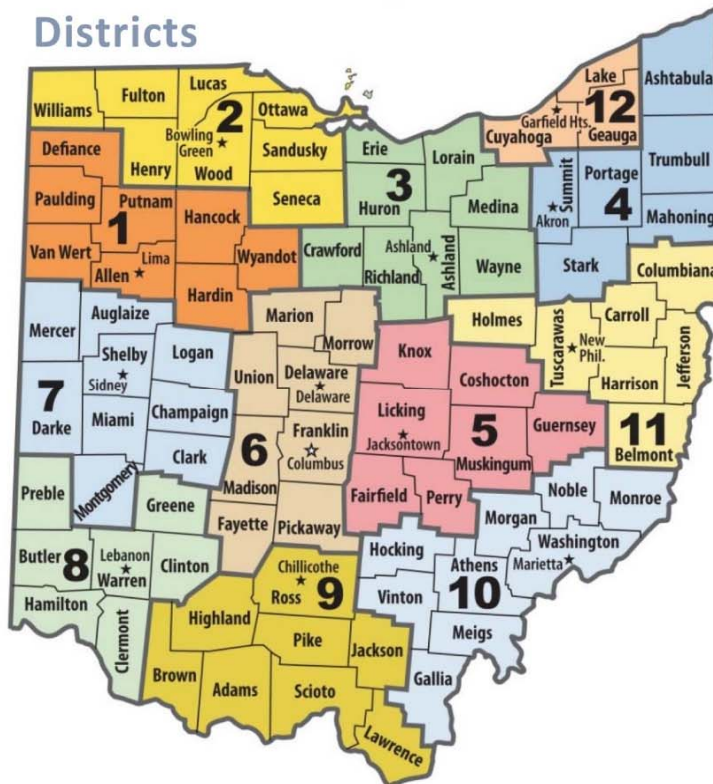 Districts
Williams
Fulton
Lucas
Ottawa
2
Bowling
Green
Henry
Wood
Sandusky
Seneca
Defiance
Paulding
Putnam
1
Hancock
Van Wert
Lima
Allen
Wyandot
Hardin
Erie
Lorain
3
Huron
Medina
Crawford
Ashland
Richland
Ashland
Wayne
Lake
12
Garfield Hts.
Cuyahoga
Geauga
Ashtabula
Summit
Portage
Trumbull
4
Akron
Mahoning
Stark
Columbiana
Holmes
Tuscarawas
Carroll
New
Phil.
Jefferson
Harrison
11
Belmont
Mercer
Auglaize
Shelby
Logan
Sidney
7
Darke
Miami
Champaign
Clark
Montgomery
Marion
Morrow
Union
Delaware
Delaware
Franklin
6
Columbus
Madison
Fayette
Pickaway
Knox
Coshocton
Licking
Jacksontown
5
Guernsey
Muskingum
Fairfield
Perry
Preble
Greene
Butler
8
Lebanon
Warren
Clinton
Hamilton
Clermont
Chillicothe
Ross
9
Highland
Pike
Jackson
Brown
Adams
Scioto
Lawrence
Noble
Monroe
Morgan
Washington
Marietta
Hocking
Athens
Vinton
10
Meigs
Gallia